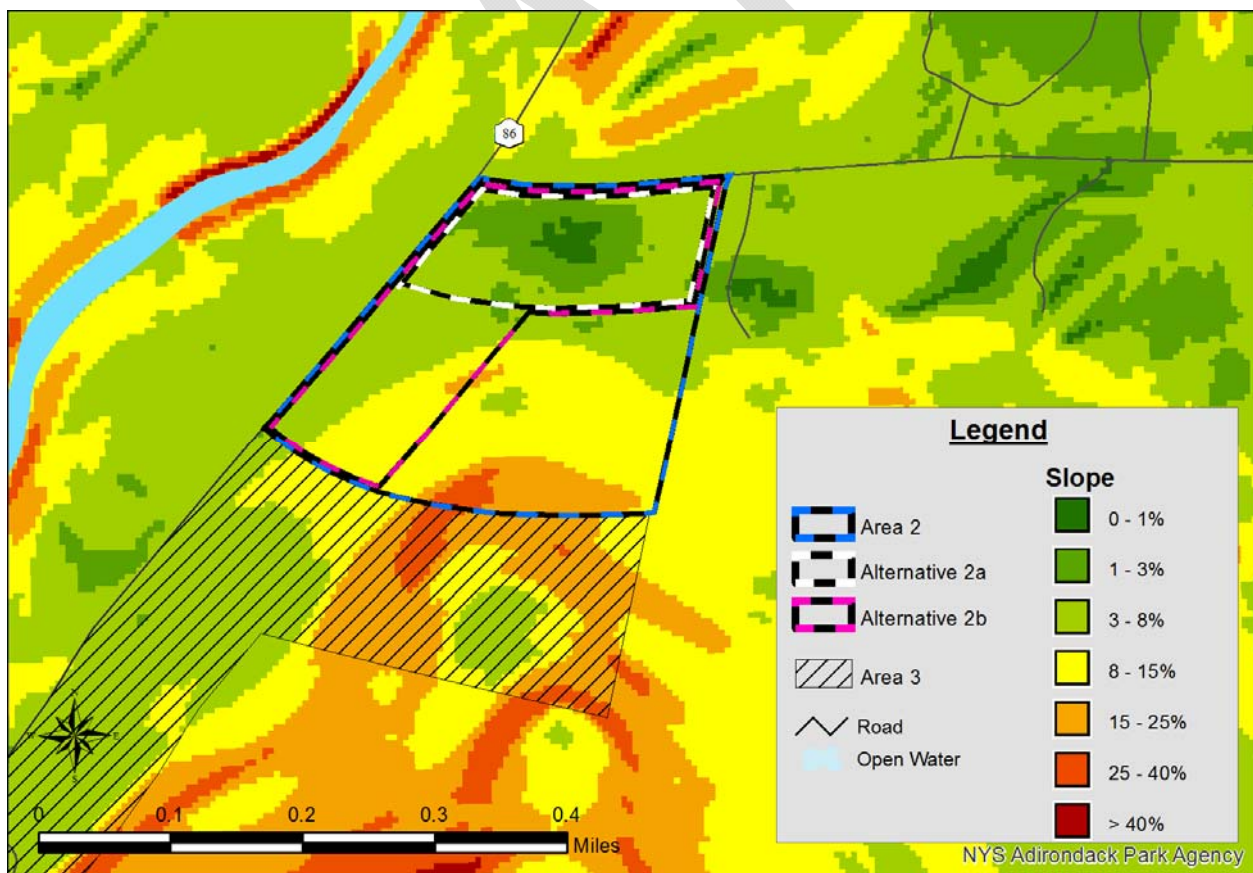 86
Legend
Slope
Area 2
Alternative 2a
Alternative 2b
Area 3
Road
Open Water
0 - 1%
1 - 3%
3 - 8%
8 - 15%
15 - 25%
25 - 40%
> 40%
N
W E
S
0 0.1 0.2 0.3 0.4
Miles
NYS Adirondack Park Agency